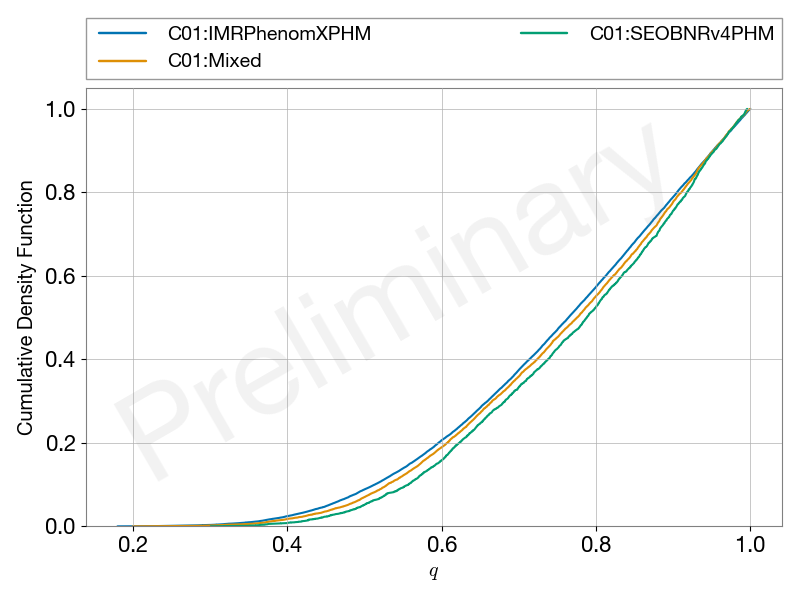 C01:IMRPhenomXPHM
C01:Mixed
C01:SEOBNRv4PHM
Preliminary
Cumulative Density Function
1.0
0.8
0.6
0.4
0.2
0.0
0.2 0.4 0.6 0.8 1.0
q